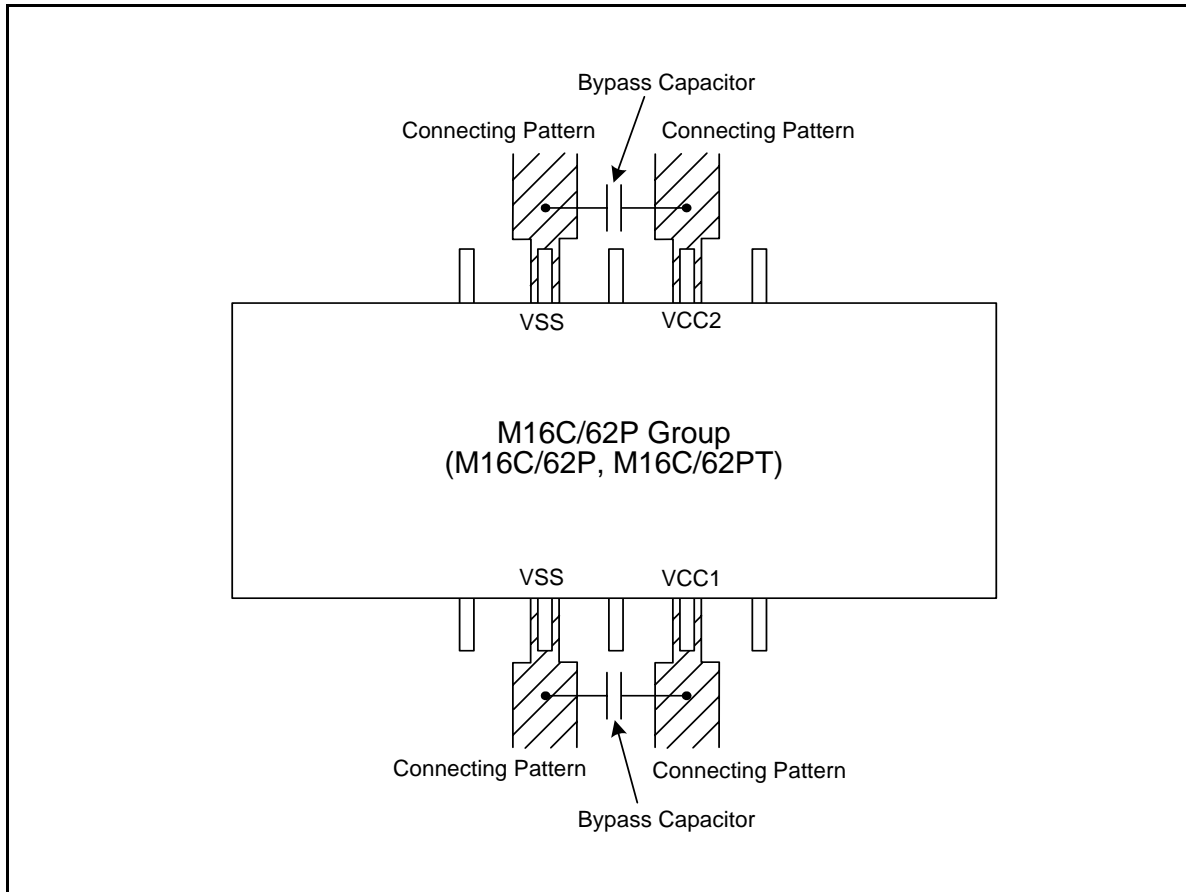 Bypass Capacitor
Connecting Pattern
Connecting Pattern
VSS
VCC2
M16C/62P Group
(M16C/62P, M16C/62PT)
VSS
VCC1
Connecting Pattern
Connecting Pattern
Bypass Capacitor